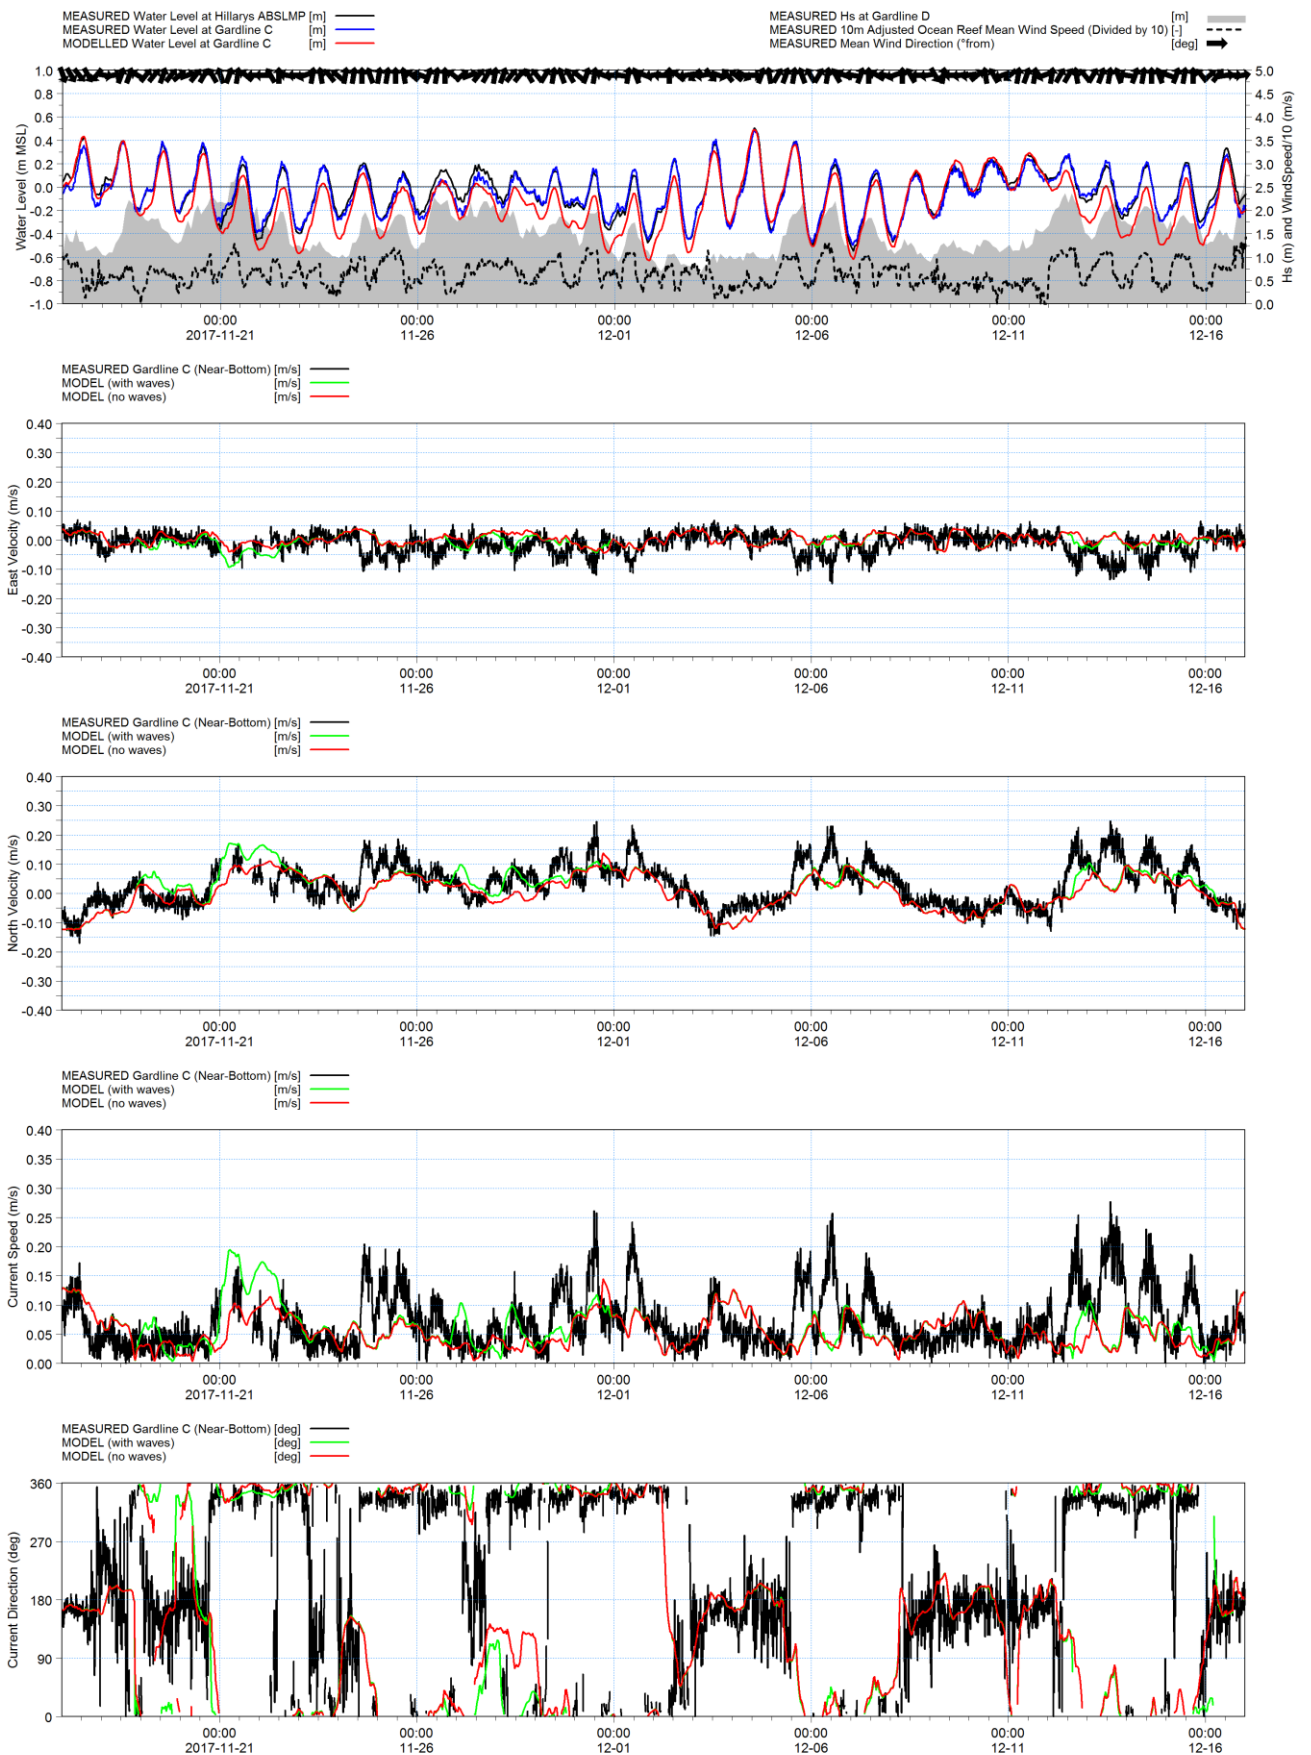 MEASURED Water Level at Hillarys ABSLMP [m]
MEASURED Water Level at Gardline C [m]
MODELLED Water Level at Gardline C [m]
MEASURED Hs at Gardline D [m]
MEASURED 10m Adjusted Ocean Reef Mean Wind Speed (Divided by 10) [-]
MEASURED Mean Wind Direction (°from) [deg]
Water Level (m MSL)
1.0
0.8
0.6
0.4
0.2
0.0
-0.2
-0.4
-0.6
-0.8
-1.0
5.0
4.5
4.0
3.5
3.0
2.5
2.0
1.5
1.0
0.5
0.0
Hs (m) and WindSpeed/10 (m/s)
00:00 00:00 00:00 00:00 00:00 00:00
2017-11-21 11-26 12-01 12-06 12-11 12-16
MEASURED Gardline C (Near-Bottom) [m/s]
MODEL (with waves) [m/s]
MODEL (no waves) [m/s]
East Velocity (m/s)
0.40
0.30
0.20
0.10
0.00
-0.10
-0.20
-0.30
-0.40
00:00 00:00 00:00 00:00 00:00 00:00
2017-11-21 11-26 12-01 12-06 12-11 12-16
MEASURED Gardline C (Near-Bottom) [m/s]
MODEL (with waves) [m/s]
MODEL (no waves) [m/s]
North Velocity (m/s)
0.40
0.30
0.20
0.10
0.00
-0.10
-0.20
-0.30
-0.40
00:00 00:00 00:00 00:00 00:00 00:00
2017-11-21 11-26 12-01 12-06 12-11 12-16
MEASURED Gardline C (Near-Bottom) [m/s]
MODEL (with waves) [m/s]
MODEL (no waves) [m/s]
Current Speed (m/s)
0.40
0.35
0.30
0.25
0.20
0.15
0.10
0.05
0.00
00:00 00:00 00:00 00:00 00:00 00:00
2017-11-21 11-26 12-01 12-06 12-11 12-16
MEASURED Gardline C (Near-Bottom) [deg]
MODEL (with waves) [deg]
MODEL (no waves) [deg]
Current Direction (deg)
360
270
180
90
0
00:00 00:00 00:00 00:00 00:00 00:00
2017-11-21 11-26 12-01 12-06 12-11 12-16